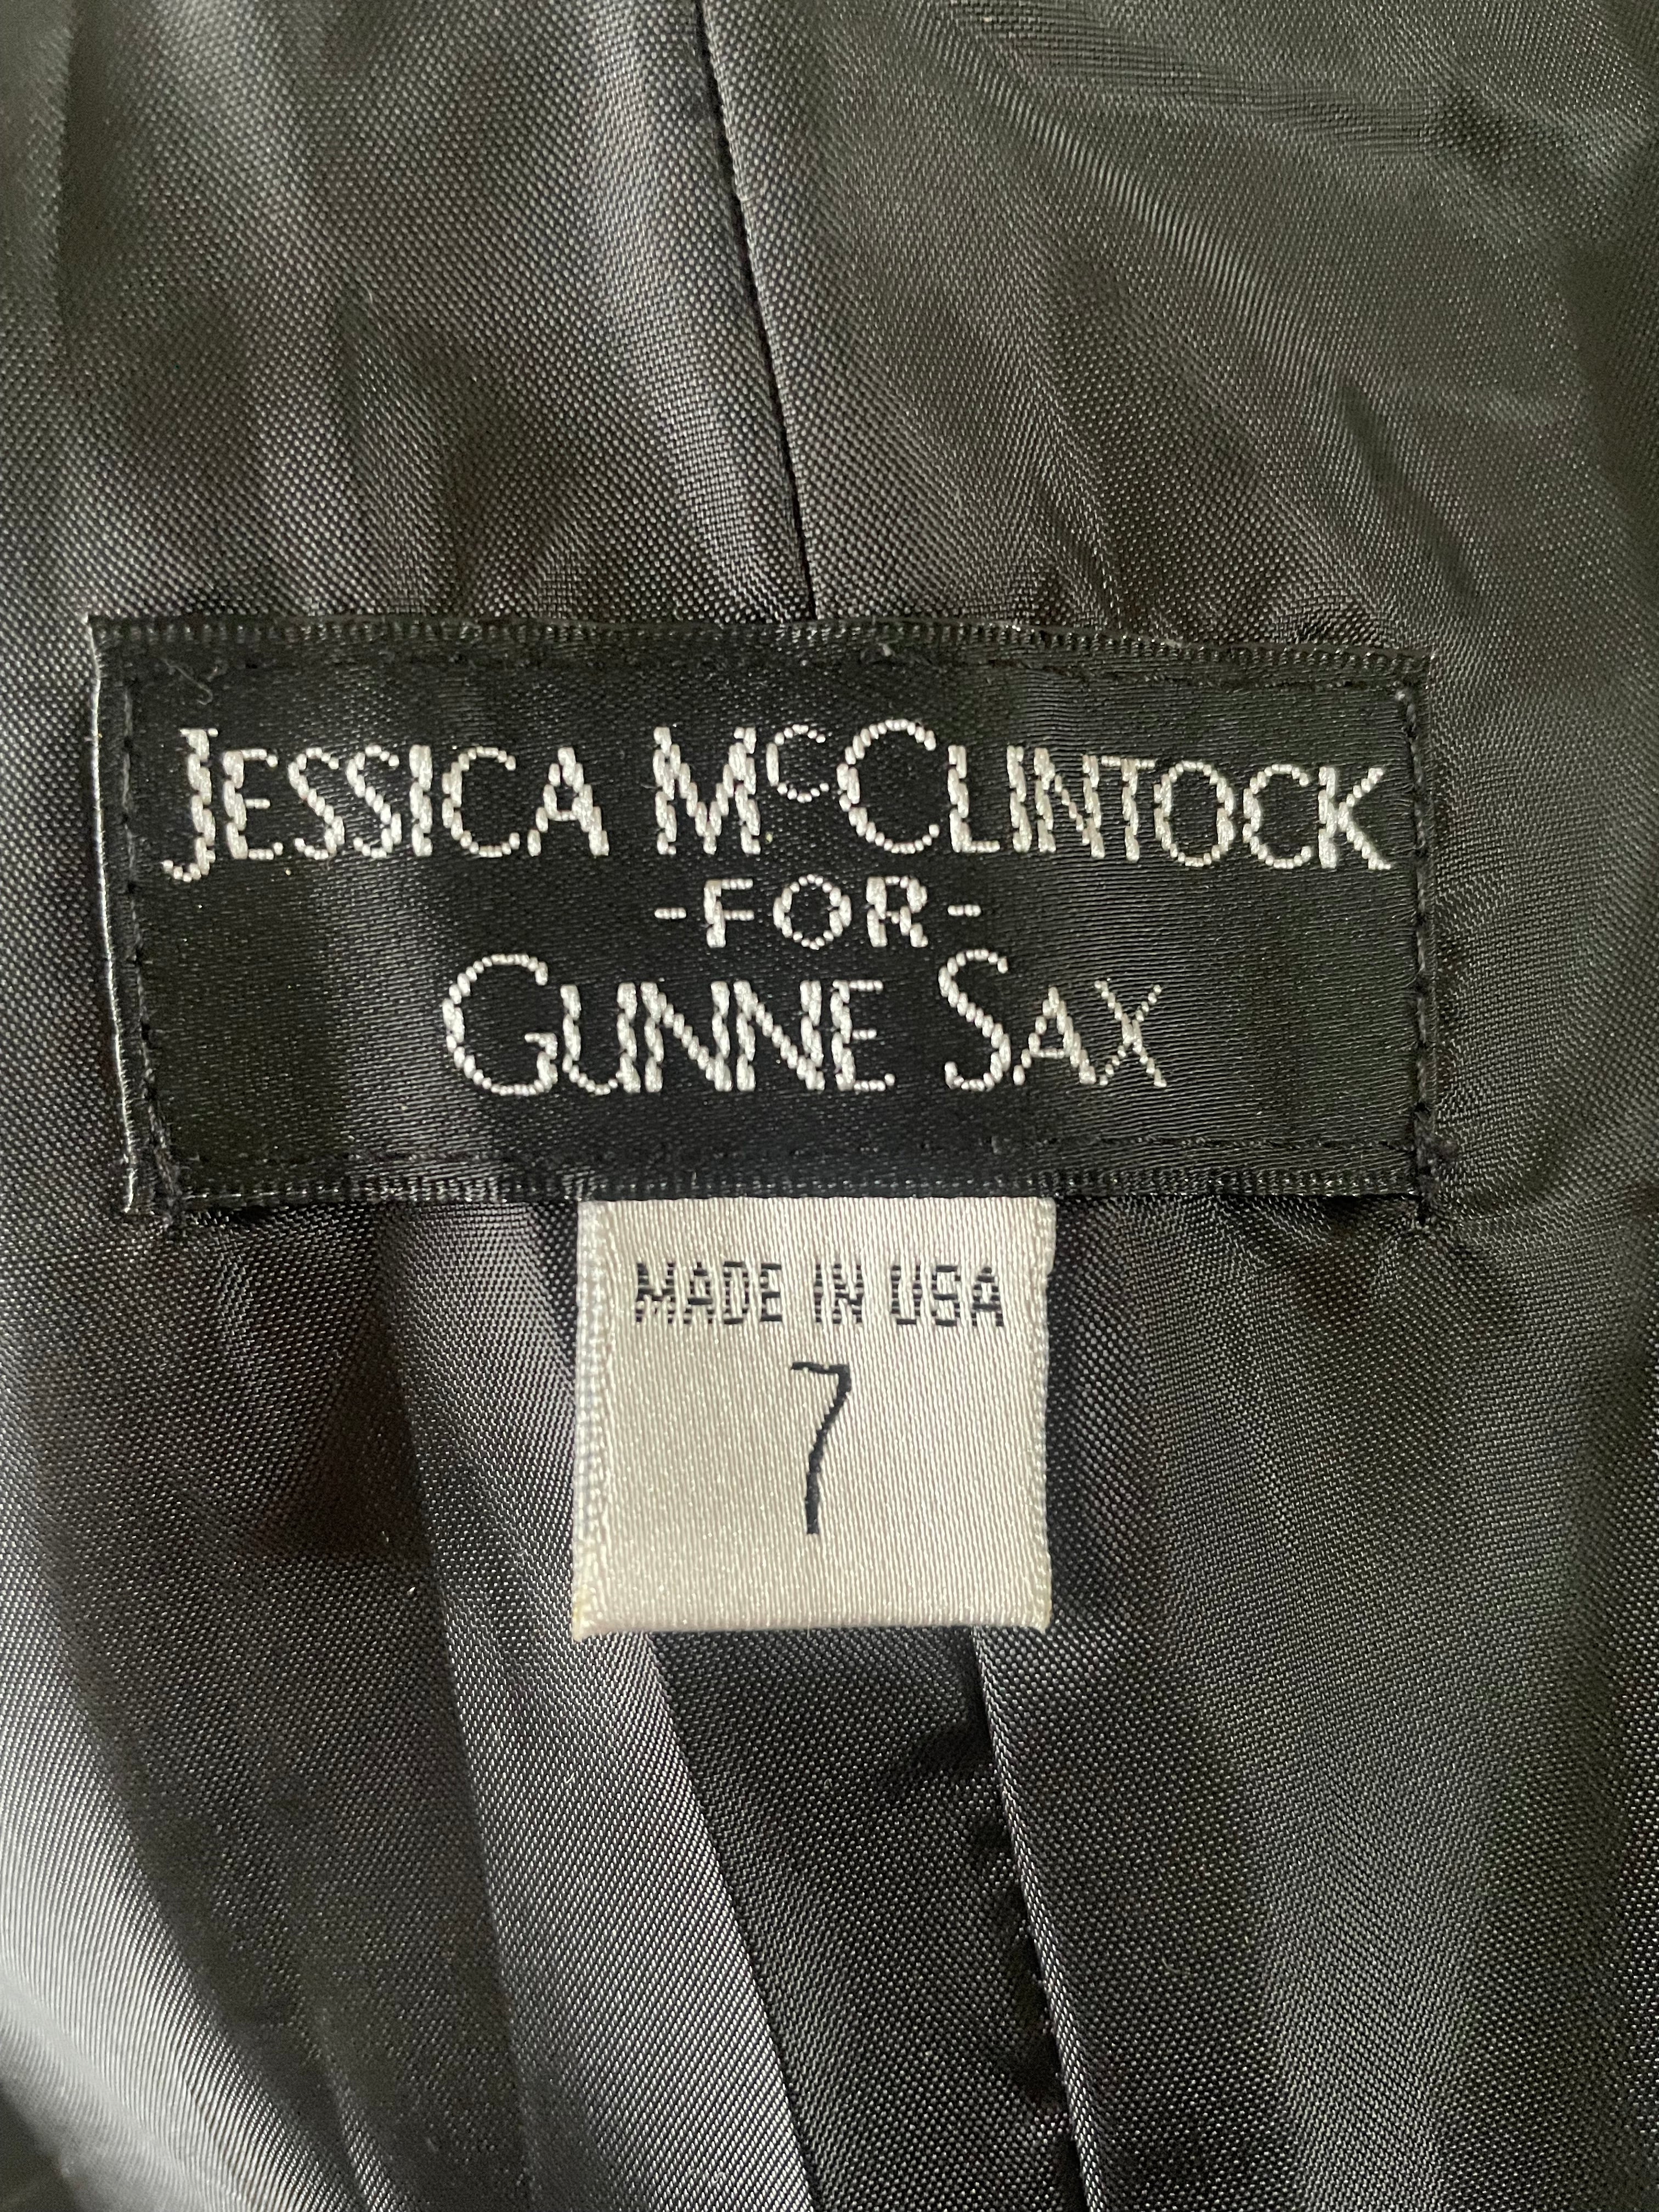 JESSICA McCLINTOCK
-FOR-
GUNNE SAX
MADE IN USA
7